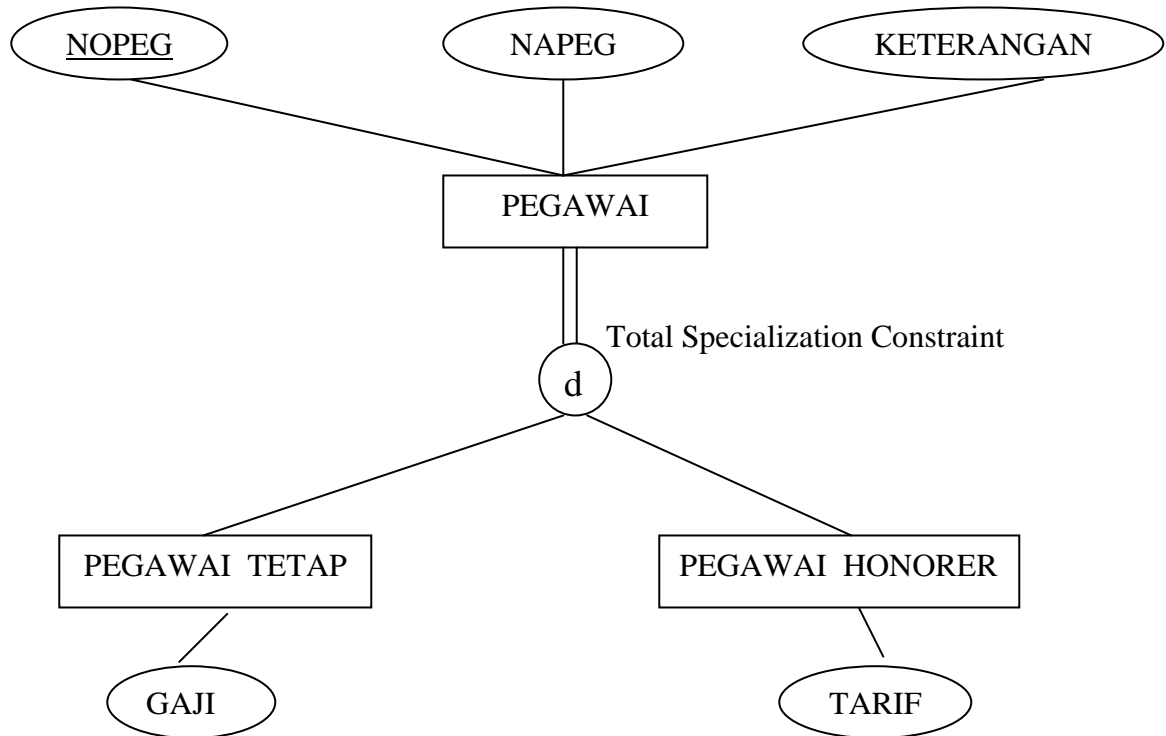 NOPEG
NAPEG
KETERANGAN
PEGAWAI
Total Specialization Constraint
d
PEGAWAI TETAP
PEGAWAI HONORER
GAJI
TARIF